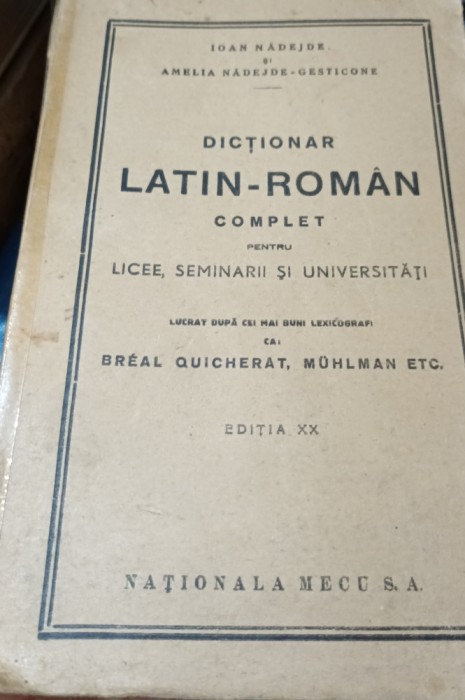 IOAN NĂDEJDE
și
AMELIA NĂDEJDE-GESTICONE
DICȚIONAR
LATIN-ROMÂN
COMPLET
PENTRU
LICEE, SEMINARII ȘI UNIVERSITĂȚI
LUCRAT DUPĂ CEI MAI BUNI LEXICOGRAFI
CA:
BRÉAL QUICHERAT, MÜHLMAN ETC.
EDIȚIA XX
NAȚIONALA MECU S. A.